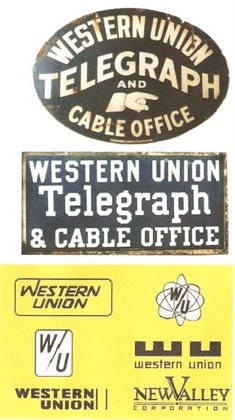 WESTERN UNION
TELEGRAPH
AND
CABLE OFFICE
WESTERN UNION
Telegraph
& CABLE OFFICE
WESTERN
UNION
W/U
W/U
WU
western union
WESTERN
UNION
NEWVALLEY
CORPORATION